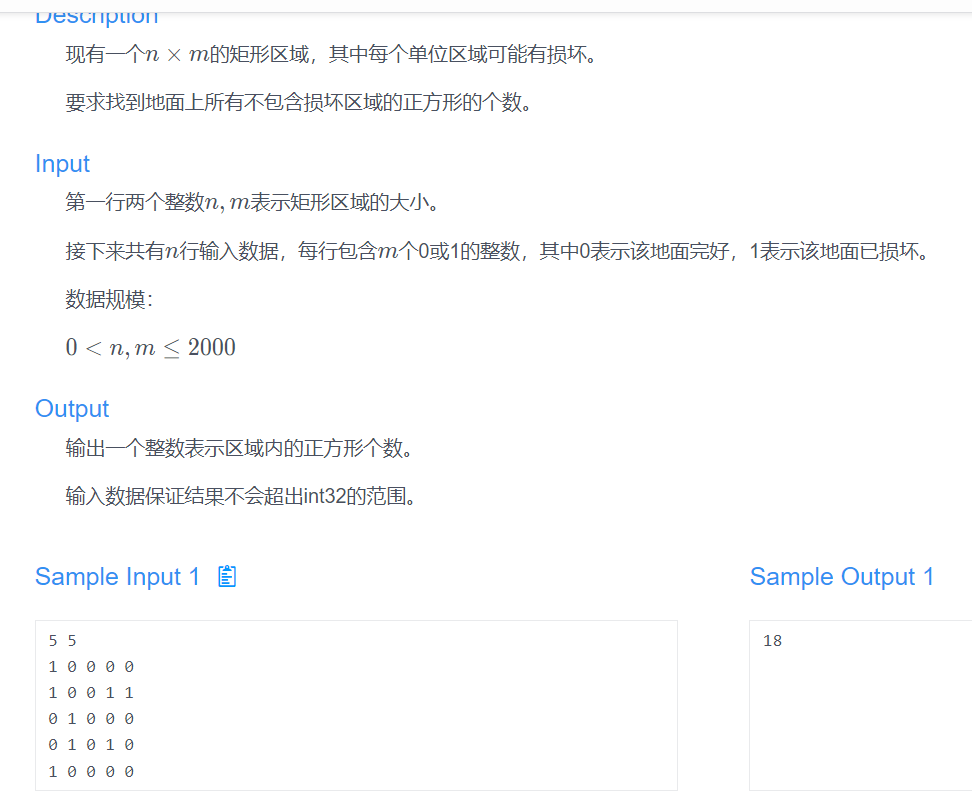 Description
现有一个n × m的矩形区域，其中每个单位区域可能有损坏。
要求找到地面上所有不包含损坏区域的正方形的个数。
Input
第一行两个整数n, m表示矩形区域的大小。
接下来共有n行输入数据，每行包含m个0或1的整数，其中0表示该地面完好，1表示该地面已损坏。
数据规模：
0 < n, m ≤ 2000
Output
输出一个整数表示区域内的正方形个数。
输入数据保证结果不会超出int32的范围。
Sample Input 1
5 5
1 0 0 0 0
1 0 0 1 1
0 1 0 0 0
0 1 0 1 0
1 0 0 0 0
Sample Output 1
18